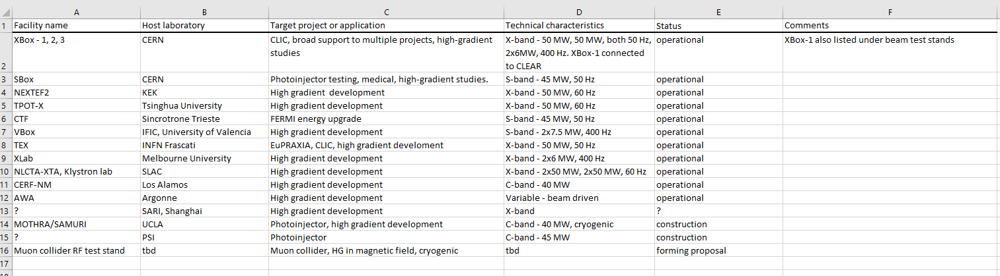 A B C D E F
1 Facility name Host laboratory Target project or application Technical characteristics Status Comments
XBox - 1, 2, 3 CERN CLIC, broad support to multiple projects, high-gradient X-band - 50 MW, 50 MW, both 50 Hz, operational XBox-1 also listed under beam test stands
studies 2x6MW, 400 Hz. XBox-1 connected
2 to CLEAR
3 SBox CERN Photoinjector testing, medical, high-gradient studies. S-band - 45 MW, 50 Hz operational
4 NEXTEF2 KEK High gradient  development X-band - 50 MW, 60 Hz operational
5 TPOT-X Tsinghua University High gradient development X-band - 50 MW, 60 Hz operational
6 CTF Sincrotrone Trieste FERMI energy upgrade S-band - 45 MW, 50 Hz operational
7 VBox IFIC, University of Valencia High gradient development S-band - 2x7.5 MW, 400 Hz operational
8 TEX INFN Frascati EuPRAXIA, CLIC, high gradient develoment X-band - 50 MW, 50 Hz operational
9 XLab Melbourne University High gradient development X-band - 2x6 MW, 400 Hz operational
10 NLCTA-XTA, Klystron lab SLAC High gradient development X-band - 2x50 MW, 2x50 MW, 60 Hz operational
11 CERF-NM Los Alamos High gradient development C-band - 40 MW operational
12 AWA Argonne High gradient development Variable - beam driven operational
13 ? SARI, Shanghai High gradient development X-band ?
14 MOTHRA/SAMURI UCLA Photoinjector, high gradient development C-band - 40 MW, cryogenic construction
15 ? PSI Photoinjector C-band - 45 MW construction
16 Muon collider RF test stand tbd Muon collider, HG in magnetic field, cryogenic tbd forming proposal
17